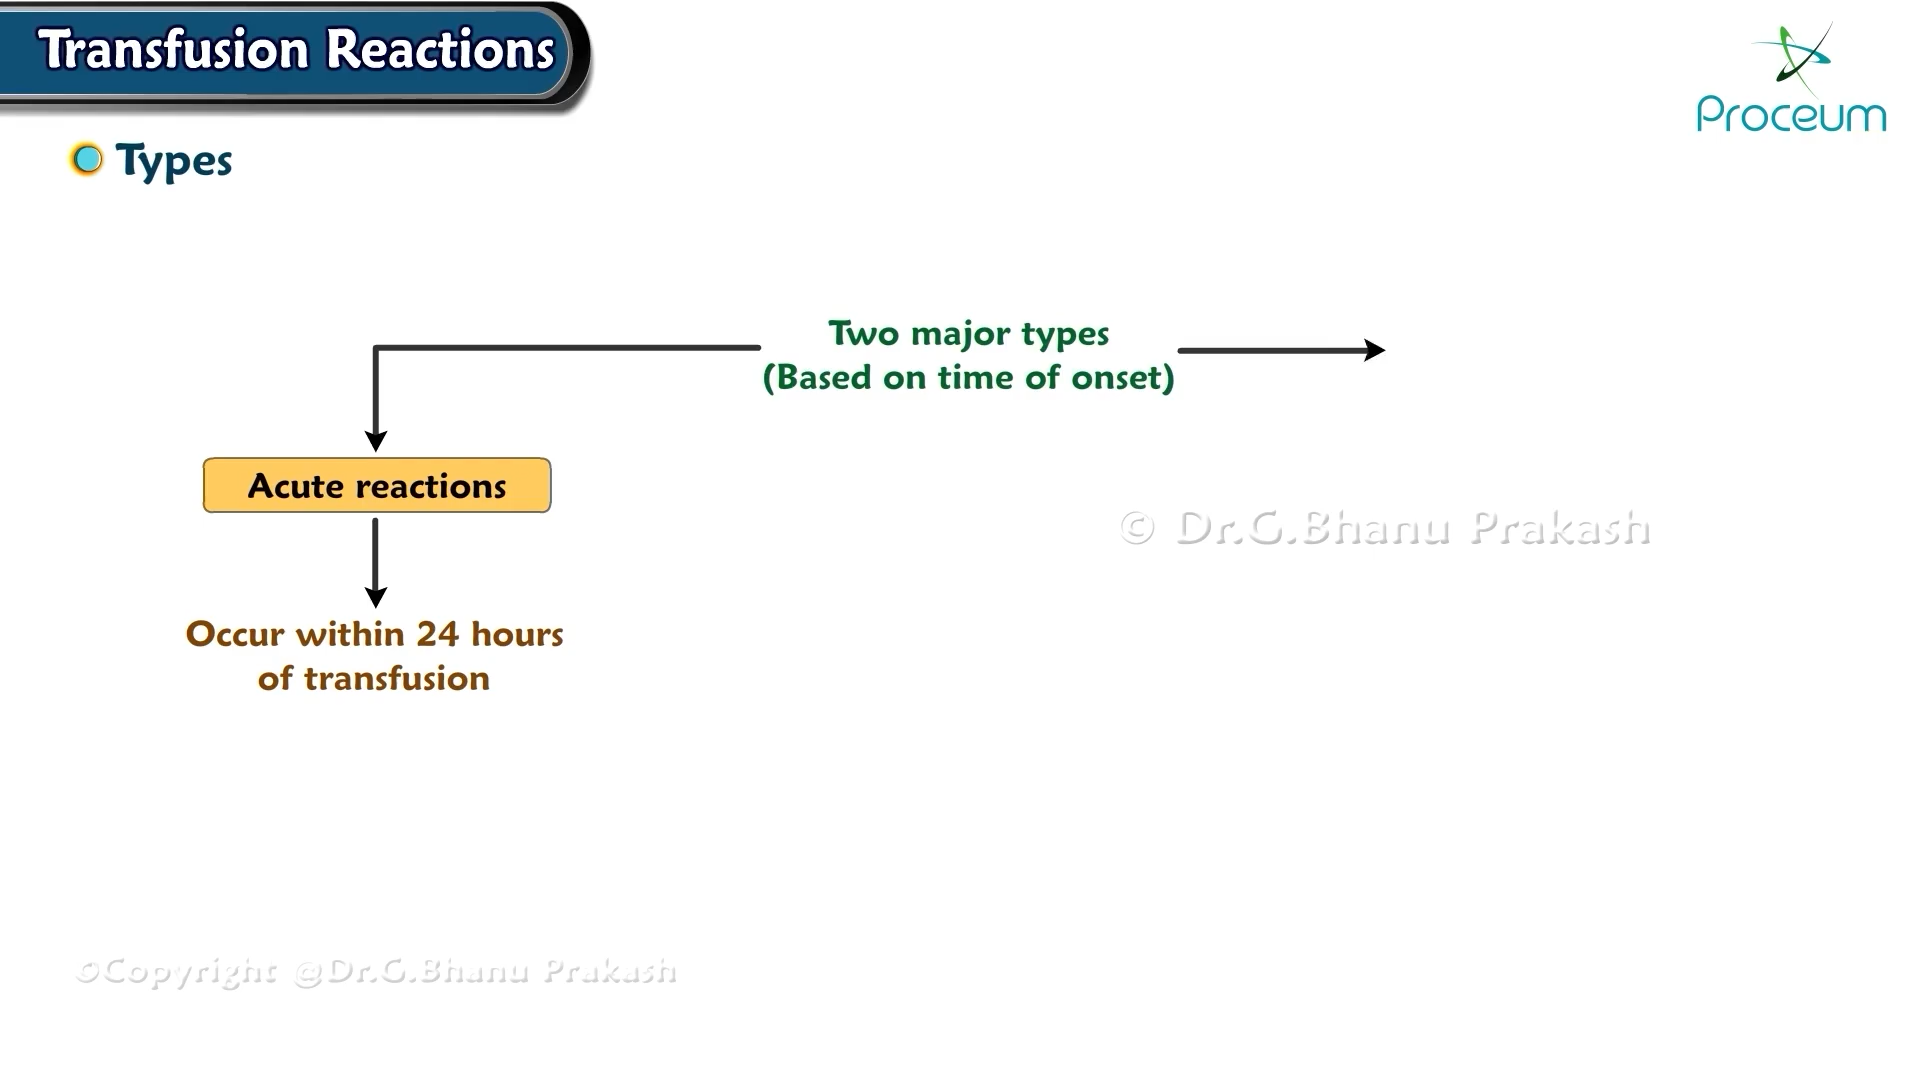 Transfusion Reactions
Proceum
Types
Two major types
(Based on time of onset)
Acute reactions
© Dr.G.Bhanu Prakash
Occur within 24 hours
of transfusion
©Copyright @Dr.G.Bhanu Prakash